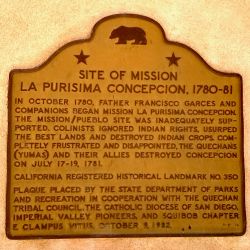 SITE OF MISSION
LA PURISIMA CONCEPCION, 1780-81
IN OCTOBER 1780, FATHER FRANCISCO GARCES AND
COMPANIONS BEGAN MISSION LA PURISIMA CONCEPCION.
THE MISSION/PUEBLO SITE WAS INADEQUATELY SUP-
PORTED. COLINISTS IGNORED INDIAN RIGHTS, USURPED
THE BEST LANDS AND DESTROYED INDIAN CROPS. COM-
PLETELY FRUSTRATED AND DISAPPOINTED, THE QUECHANS
(YUMAS) AND THEIR ALLIES DESTROYED CONCEPCION
ON JULY 17-19, 1781.
CALIFORNIA REGISTERED HISTORICAL LANDMARK NO. 350
PLAQUE PLACED BY THE STATE DEPARTMENT OF PARKS
AND RECREATION IN COOPERATION WITH THE QUECHAN
TRIBAL COUNCIL, THE CATHOLIC DIOCESE OF SAN DIEGO,
IMPERIAL VALLEY PIONEERS, AND SQUIBOB CHAPTER
E CLAMPUS VITUS, OCTOBER 9, 1982.